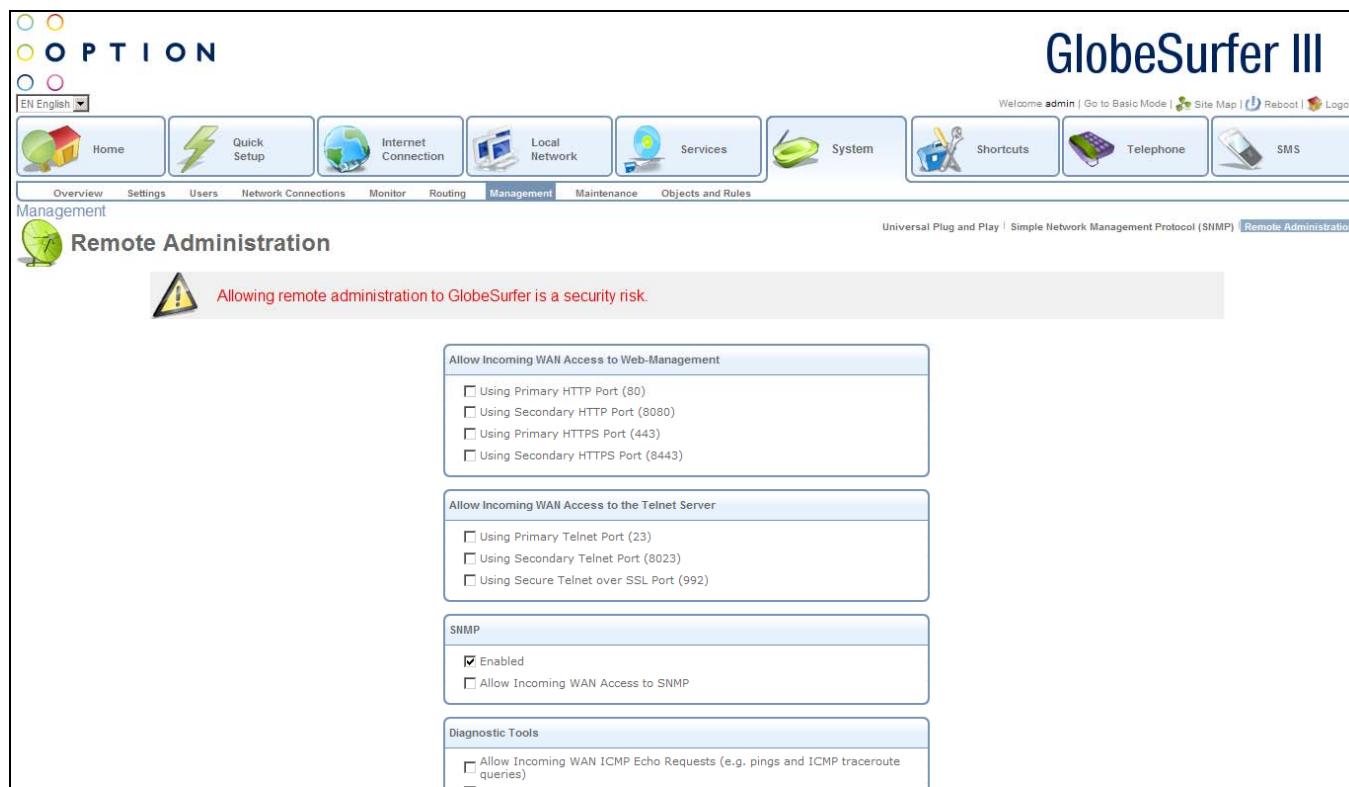 OPTION
GlobeSurfer III
EN English
Welcome admin | Go to Basic Mode | Site Map | Reboot | Logo
Home
Quick Setup
Internet Connection
Local Network
Services
System
Shortcuts
Telephone
SMS
Overview Settings Users Network Connections Monitor Routing Management Maintenance Objects and Rules
Management
Universal Plug and Play | Simple Network Management Protocol (SNMP) | Remote Administratio
Remote Administration
Allowing remote administration to GlobeSurfer is a security risk.
Allow Incoming WAN Access to Web-Management
Using Primary HTTP Port (80)
Using Secondary HTTP Port (8080)
Using Primary HTTPS Port (443)
Using Secondary HTTPS Port (8443)
Allow Incoming WAN Access to the Telnet Server
Using Primary Telnet Port (23)
Using Secondary Telnet Port (8023)
Using Secure Telnet over SSL Port (992)
SNMP
Enabled
Allow Incoming WAN Access to SNMP
Diagnostic Tools
Allow Incoming WAN ICMP Echo Requests (e.g. pings and ICMP traceroute
queries)